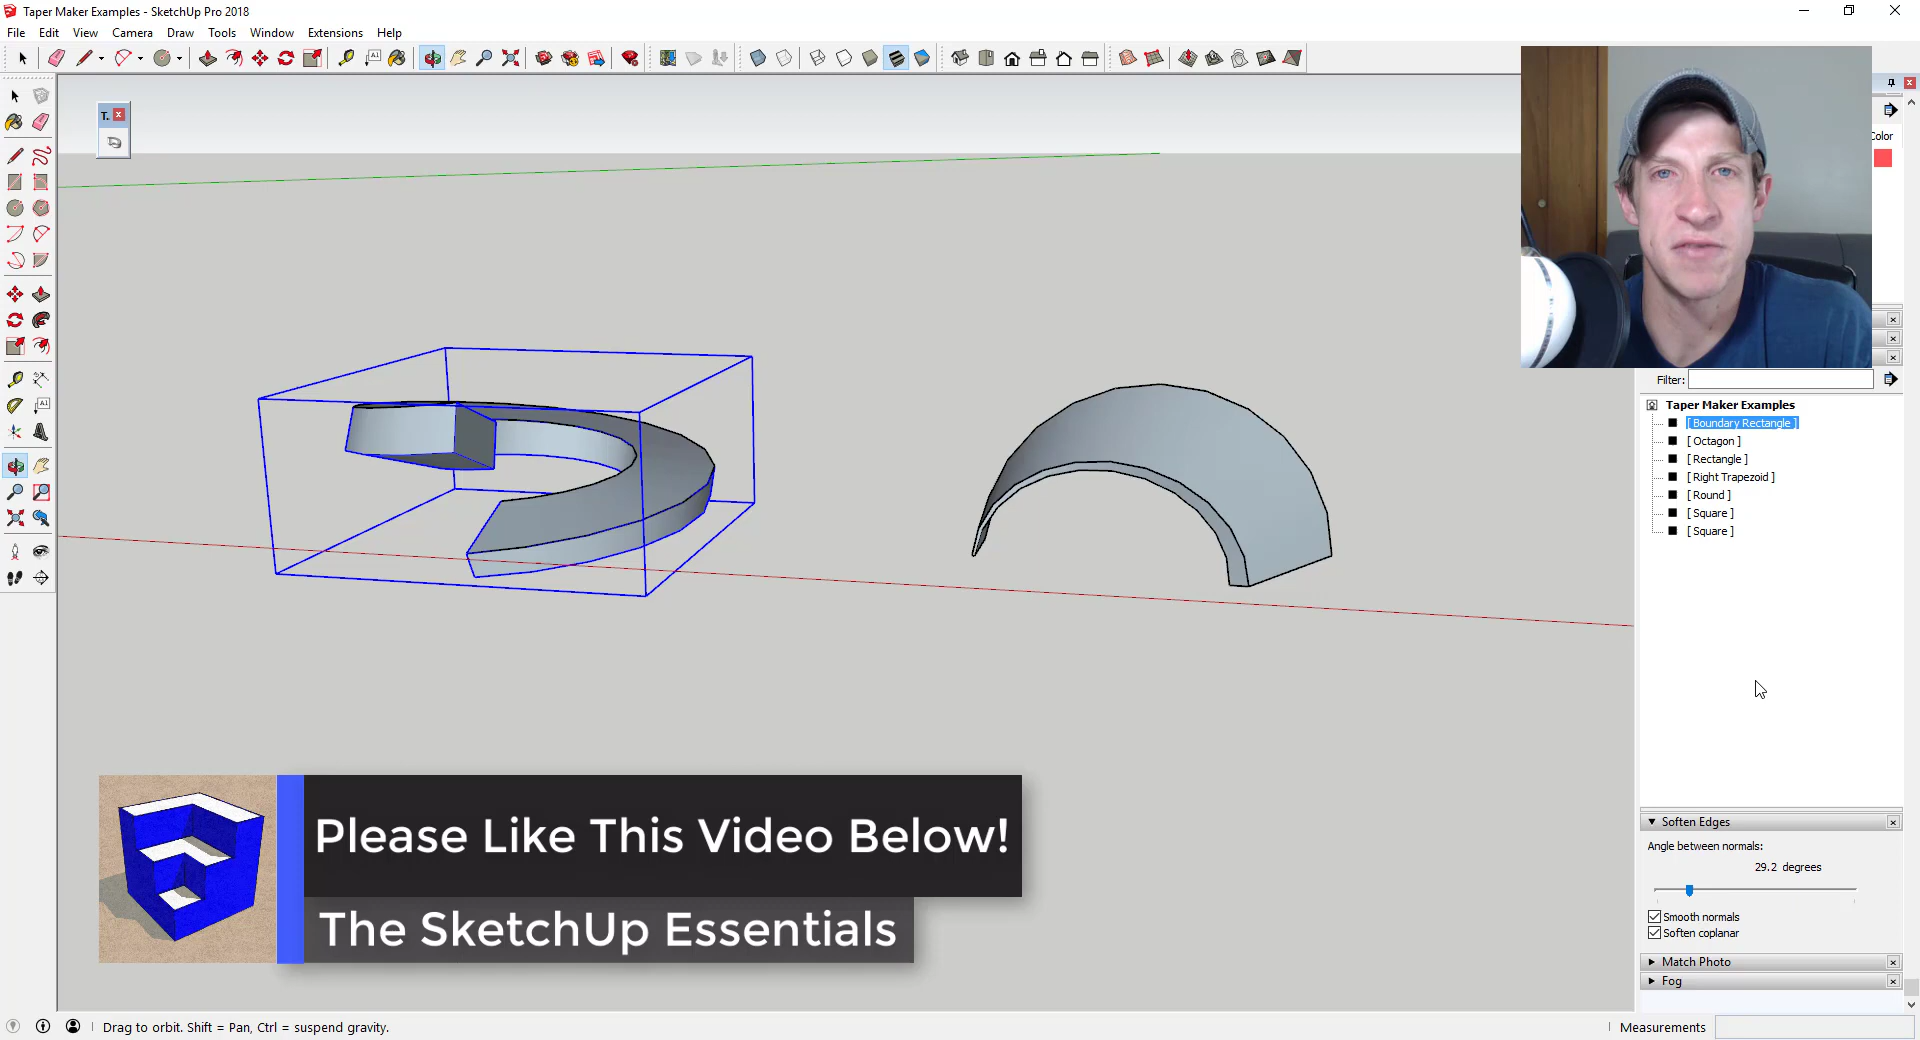 Taper Maker Examples - SketchUp Pro 2018
File Edit View Camera Draw Tools Window Extensions Help
T.
Color
Filter:
Taper Maker Examples
[ Boundary Rectangle ]
[ Octagon ]
[ Rectangle ]
[ Right Trapezoid ]
[ Round ]
[ Square ]
[ Square ]
Please Like This Video Below!
The SketchUp Essentials
Soften Edges
Angle between normals:
29.2 degrees
Smooth normals
Soften coplanar
Match Photo
Fog
Drag to orbit. Shift = Pan, Ctrl = suspend gravity.
Measurements